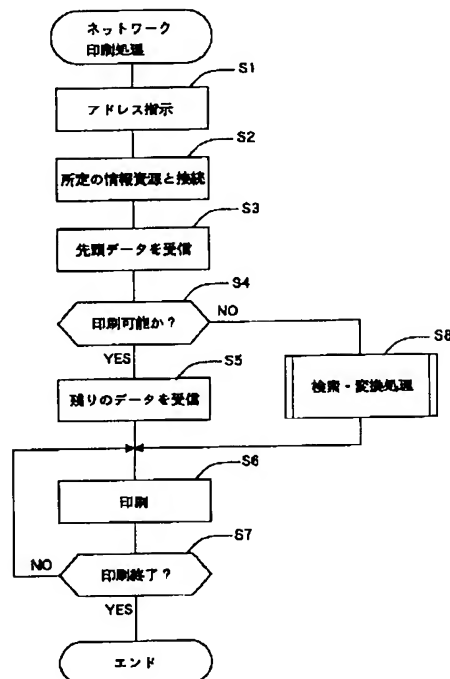 ネットワーク
印刷処理
S1
アドレス指示
S2
所定の情報資源と接続
S3
先頭データを受信
S4
印刷可能か?
NO
YES
S5
残りのデータを受信
S8
検索・変換処理
S6
印刷
S7
印刷終了?
NO
YES
エンド